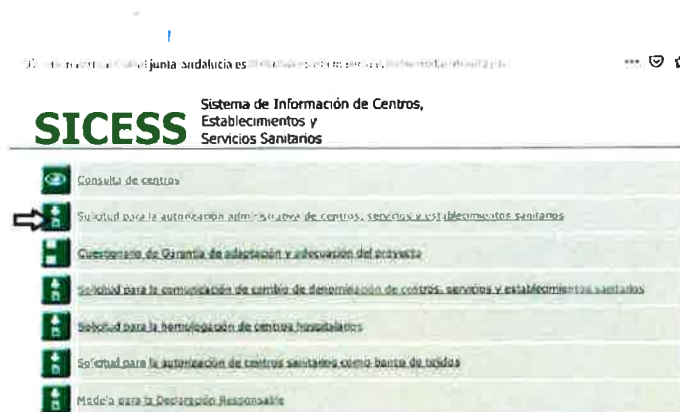 junta-andalucia.es
SICESS
Sistema de Información de Centros,
Establecimientos y
Servicios Sanitarios
Consulta de centros
Solicitud para la autorización administrativa de centros, servicios y establecimientos sanitarios
Cuestionario de Garantía de adaptación y adecuación del proyecto
Solicitud para la comunicación de cambio de denominación de centros, servicios y establecimientos sanitarios
Solicitud para la homologación de centros hospitalarios
Solicitud para la autorización de centros sanitarios como banco de tejidos
Modelo para la Declaración Responsable